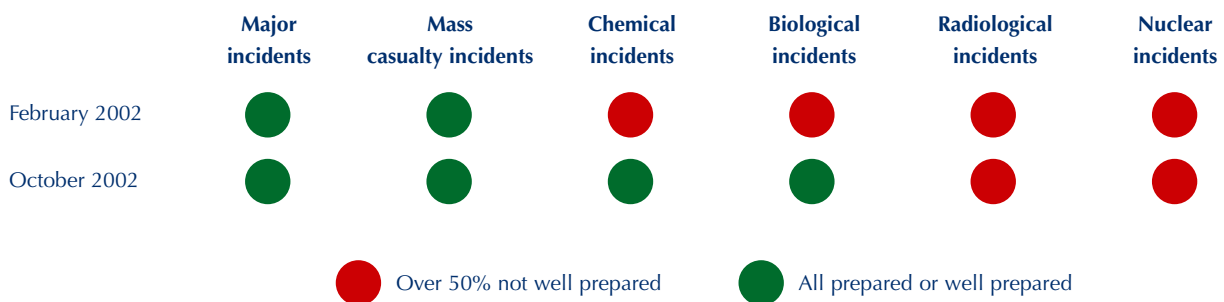 Major incidents
Mass casualty incidents
Chemical incidents
Biological incidents
Radiological incidents
Nuclear incidents
February 2002
October 2002
Over 50% not well prepared
All prepared or well prepared